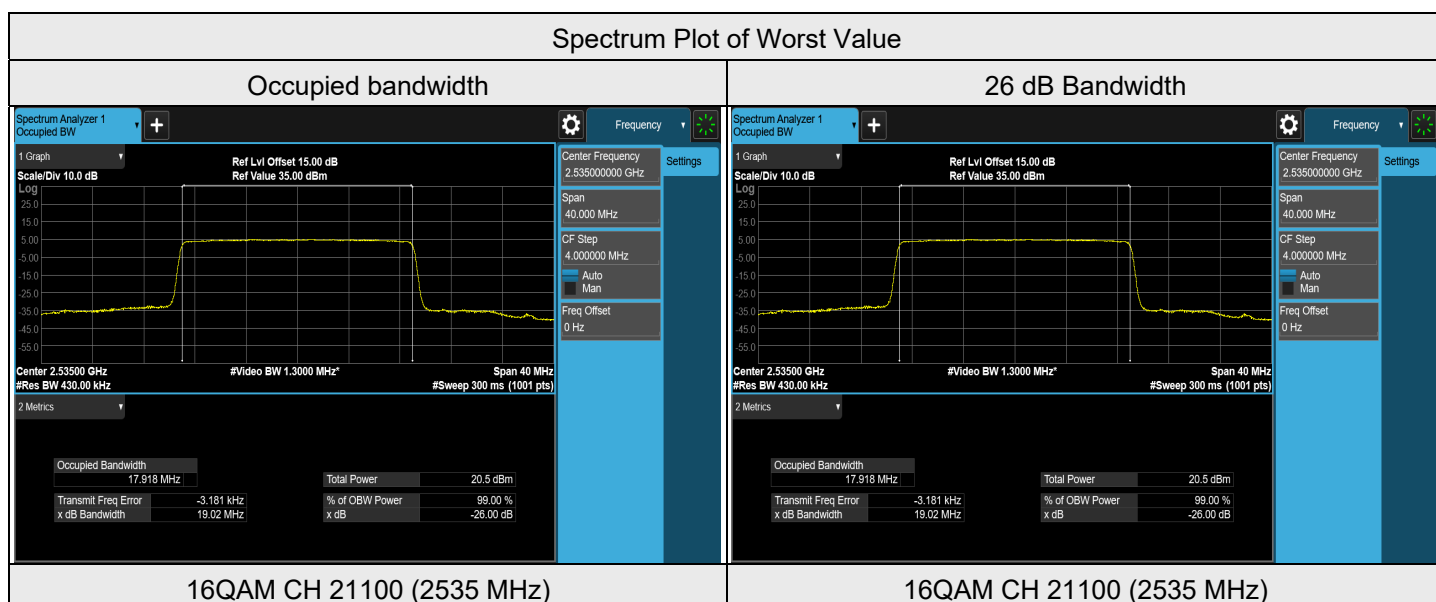 Spectrum Plot of Worst Value
Occupied bandwidth
26 dB Bandwidth
Spectrum Analyzer 1
Occupied BW
+
Frequency
1 Graph
Ref Lvl Offset 15.00 dB
Scale/Div 10.0 dB
Ref Value 35.00 dBm
Log
25.0
15.0
5.00
-5.00
-15.0
-25.0
-35.0
-45.0
-55.0
Center 2.53500 GHz
#Video BW 1.3000 MHz*
Span 40 MHz
#Res BW 430.00 kHz
#Sweep 300 ms (1001 pts)
Center Frequency
2.535000000 GHz
Settings
Span
40.000 MHz
CF Step
4.000000 MHz
Auto
Man
Freq Offset
0 Hz
2 Metrics
Occupied Bandwidth
17.918 MHz
Total Power 20.5 dBm
Transmit Freq Error -3.181 kHz
% of OBW Power 99.00 %
x dB Bandwidth 19.02 MHz
x dB -26.00 dB
Spectrum Analyzer 1
Occupied BW
+
Frequency
1 Graph
Ref Lvl Offset 15.00 dB
Scale/Div 10.0 dB
Ref Value 35.00 dBm
Log
25.0
15.0
5.00
-5.00
-15.0
-25.0
-35.0
-45.0
-55.0
Center 2.53500 GHz
#Video BW 1.3000 MHz*
Span 40 MHz
#Res BW 430.00 kHz
#Sweep 300 ms (1001 pts)
Center Frequency
2.535000000 GHz
Settings
Span
40.000 MHz
CF Step
4.000000 MHz
Auto
Man
Freq Offset
0 Hz
2 Metrics
Occupied Bandwidth
17.918 MHz
Total Power 20.5 dBm
Transmit Freq Error -3.181 kHz
% of OBW Power 99.00 %
x dB Bandwidth 19.02 MHz
x dB -26.00 dB
16QAM CH 21100 (2535 MHz)
16QAM CH 21100 (2535 MHz)